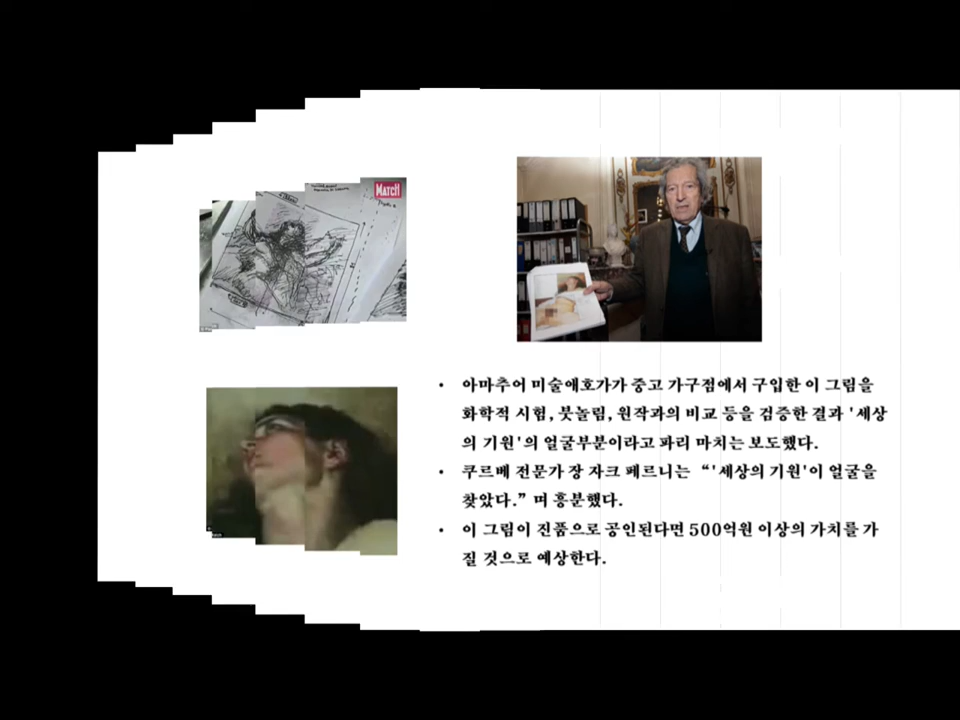 MATCH
• 아마추어 미술애호가가 중고 가구점에서 구입한 이 그림을
화학적 시험, 붓놀림, 원작과의 비교 등을 검증한 결과 '세상
의 기원'의 얼굴부분이라고 파리 마치는 보도했다.
• 쿠르베 전문가 장 자크 페르니는 “'세상의 기원'이 얼굴을
찾았다.” 며 흥분했다.
• 이 그림이 진품으로 공인된다면 500억원 이상의 가치를 가
질 것으로 예상한다.